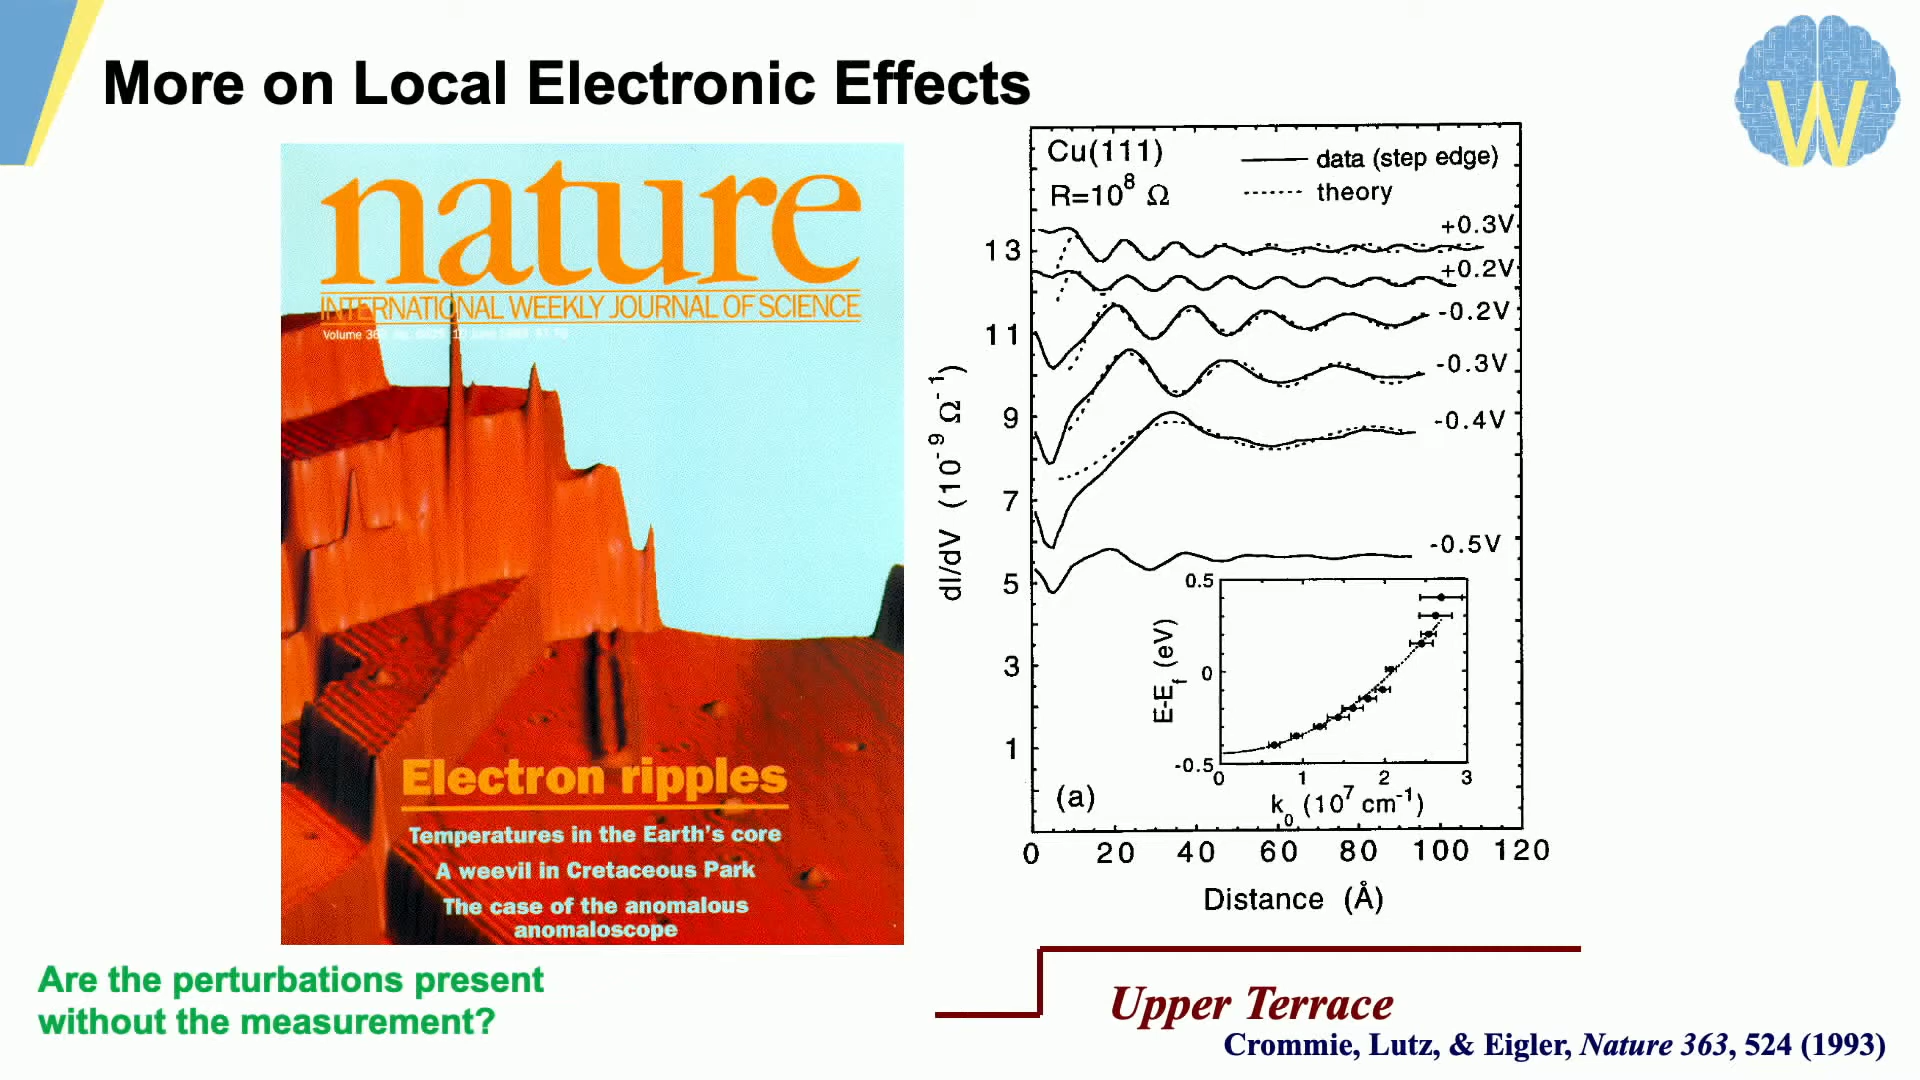 More on Local Electronic Effects
W
nature
INTERNATIONAL WEEKLY JOURNAL OF SCIENCE
Electron ripples
Temperatures in the Earth's core
A weevil in Cretaceous Park
The case of the anomalous
anomaloscope
Cu(111)
R=10⁸ Ω
data (step edge)
theory
+0.3V
+0.2V
-0.2V
-0.3V
-0.4V
-0.5V
dI/dV (10⁻⁹ Ω⁻¹)
13
11
9
7
5
3
1
E-E_f (eV)
0.5
0
-0.5
0 1 2 3
k₀ (10⁷ cm⁻¹)
(a)
0 20 40 60 80 100 120
Distance (Å)
Are the perturbations present
without the measurement?
Upper Terrace
Crommie, Lutz, & Eigler, Nature 363, 524 (1993)